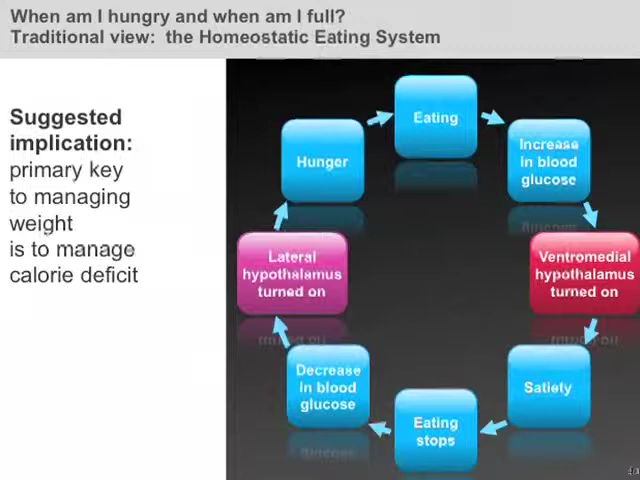 When am I hungry and when am I full?
Traditional view:  the Homeostatic Eating System
Suggested
implication:
primary key
to managing
weight
is to manage
calorie deficit
Eating
Increase
in blood
glucose
Ventromedial
hypothalamus
turned on
Satiety
Eating
stops
Decrease
in blood
glucose
Lateral
hypothalamus
turned on
Hunger